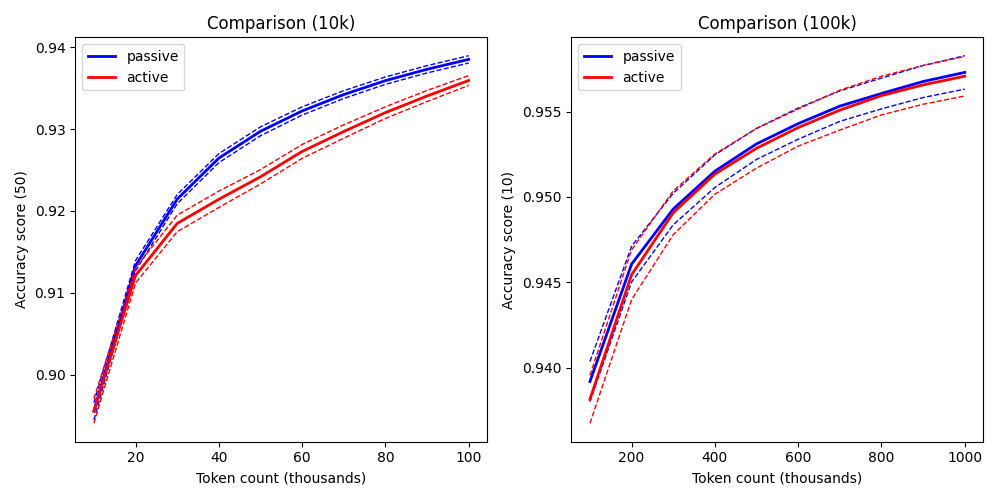 Comparison (10k)
passive
active
0.94
0.93
0.92
0.91
0.90
Accuracy score (50)
20 40 60 80 100
Token count (thousands)
Comparison (100k)
passive
active
0.955
0.950
0.945
0.940
Accuracy score (10)
200 400 600 800 1000
Token count (thousands)